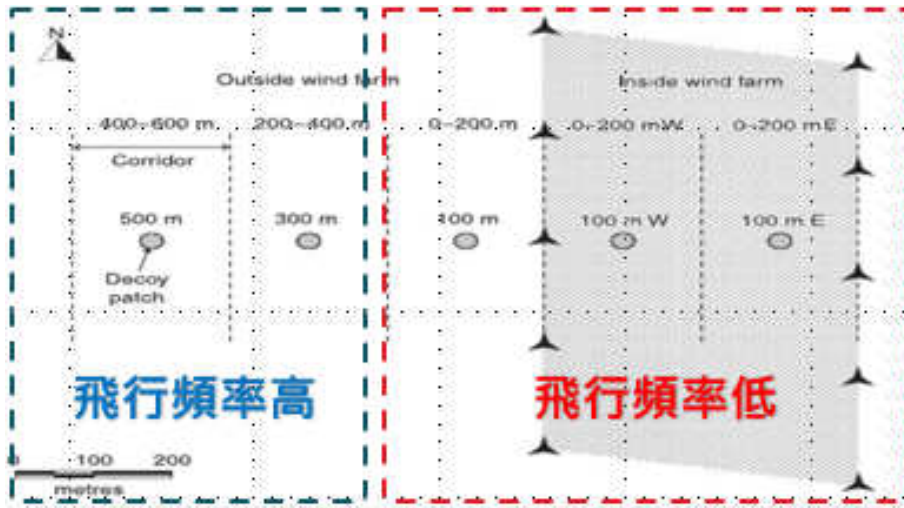 N
Outside wind farm
Inside wind farm
400-600 m
200-400 m
0-200 m
0-200 mW
0-200 mE
Corridor
500 m
300 m
100 m
100 m W
100 m E
Decoy
patch
飛行頻率高
飛行頻率低
0 100 200
metres